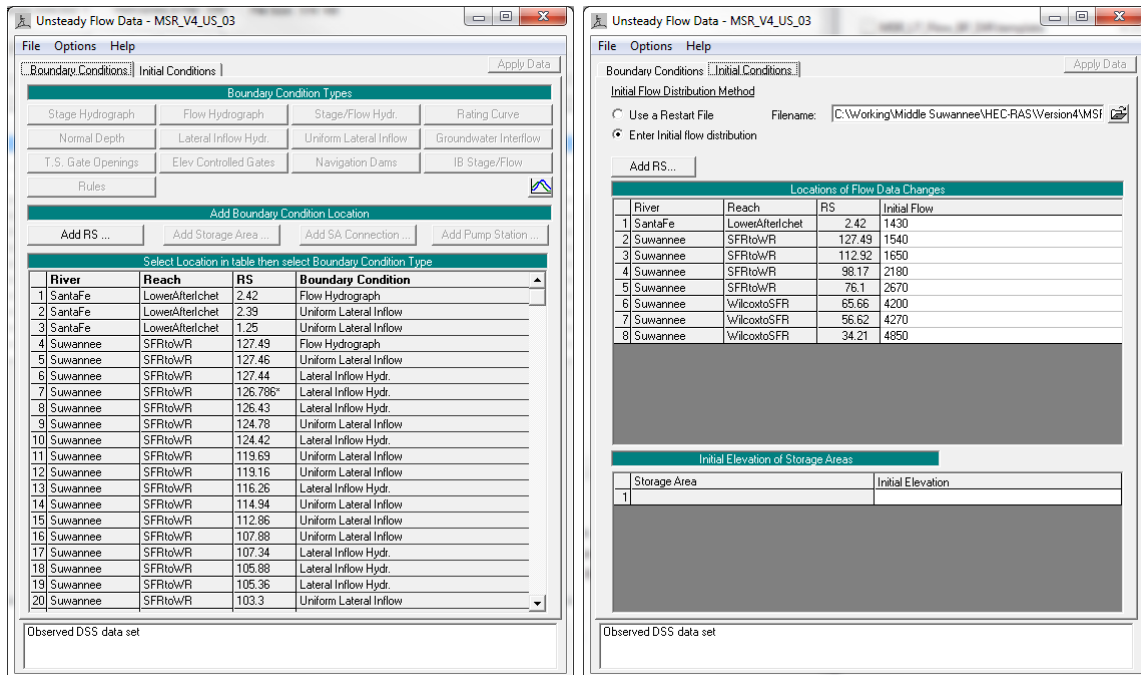 Unsteady Flow Data - MSR_V4_US_03
File Options Help
Boundary Conditions Initial Conditions Apply Data
Boundary Condition Types
Stage Hydrograph Flow Hydrograph Stage/Flow Hydr. Rating Curve
Normal Depth Lateral Inflow Hydr. Uniform Lateral Inflow Groundwater Interflow
T.S. Gate Openings Elev Controlled Gates Navigation Dams IB Stage/Flow
Rules
Add Boundary Condition Location
Add RS ... Add Storage Area ... Add SA Connection ... Add Pump Station ...
Select Location in table then select Boundary Condition Type
River Reach RS Boundary Condition
1 SantaFe LowerAfterIchet 2.42 Flow Hydrograph
2 SantaFe LowerAfterIchet 2.39 Uniform Lateral Inflow
3 SantaFe LowerAfterIchet 1.25 Uniform Lateral Inflow
4 Suwannee SFRtoWR 127.49 Flow Hydrograph
5 Suwannee SFRtoWR 127.46 Uniform Lateral Inflow
6 Suwannee SFRtoWR 127.44 Lateral Inflow Hydr.
7 Suwannee SFRtoWR 126.786* Lateral Inflow Hydr.
8 Suwannee SFRtoWR 126.43 Lateral Inflow Hydr.
9 Suwannee SFRtoWR 124.78 Uniform Lateral Inflow
10 Suwannee SFRtoWR 124.42 Lateral Inflow Hydr.
11 Suwannee SFRtoWR 119.69 Uniform Lateral Inflow
12 Suwannee SFRtoWR 119.16 Uniform Lateral Inflow
13 Suwannee SFRtoWR 116.26 Lateral Inflow Hydr.
14 Suwannee SFRtoWR 114.94 Uniform Lateral Inflow
15 Suwannee SFRtoWR 112.86 Uniform Lateral Inflow
16 Suwannee SFRtoWR 107.88 Uniform Lateral Inflow
17 Suwannee SFRtoWR 107.34 Lateral Inflow Hydr.
18 Suwannee SFRtoWR 105.88 Lateral Inflow Hydr.
19 Suwannee SFRtoWR 105.36 Lateral Inflow Hydr.
20 Suwannee SFRtoWR 103.3 Uniform Lateral Inflow
Observed DSS data set
Unsteady Flow Data - MSR_V4_US_03
File Options Help
Boundary Conditions Initial Conditions Apply Data
Initial Flow Distribution Method
Use a Restart File Filename: C:\Working\Middle Suwannee\HEC-RAS\Version4\MSF
Enter Initial flow distribution
Add RS...
Locations of Flow Data Changes
River Reach RS Initial Flow
1 SantaFe LowerAfterIchet 2.42 1430
2 Suwannee SFRtoWR 127.49 1540
3 Suwannee SFRtoWR 112.92 1650
4 Suwannee SFRtoWR 98.17 2180
5 Suwannee SFRtoWR 76.1 2670
6 Suwannee WilcoxtoSFR 65.66 4200
7 Suwannee WilcoxtoSFR 56.62 4270
8 Suwannee WilcoxtoSFR 34.21 4850
Initial Elevation of Storage Areas
Storage Area Initial Elevation
1
Observed DSS data set